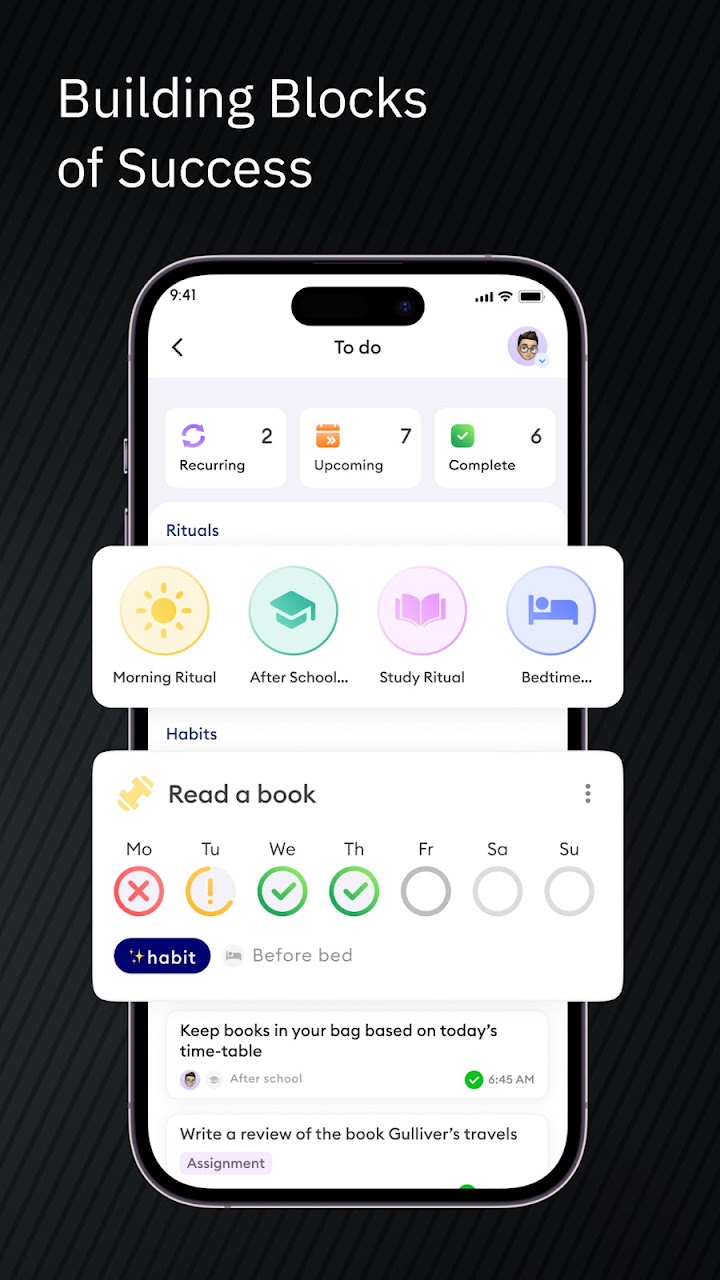 Building Blocks
of Success
9:41
To do
2
Recurring
7
Upcoming
6
Complete
Rituals
Morning Ritual
After School...
Study Ritual
Bedtime...
Habits
Read a book
Mo Tu We Th Fr Sa Su
habit Before bed
Keep books in your bag based on today's
time-table
After school 6:45 AM
Write a review of the book Gulliver's travels
Assignment